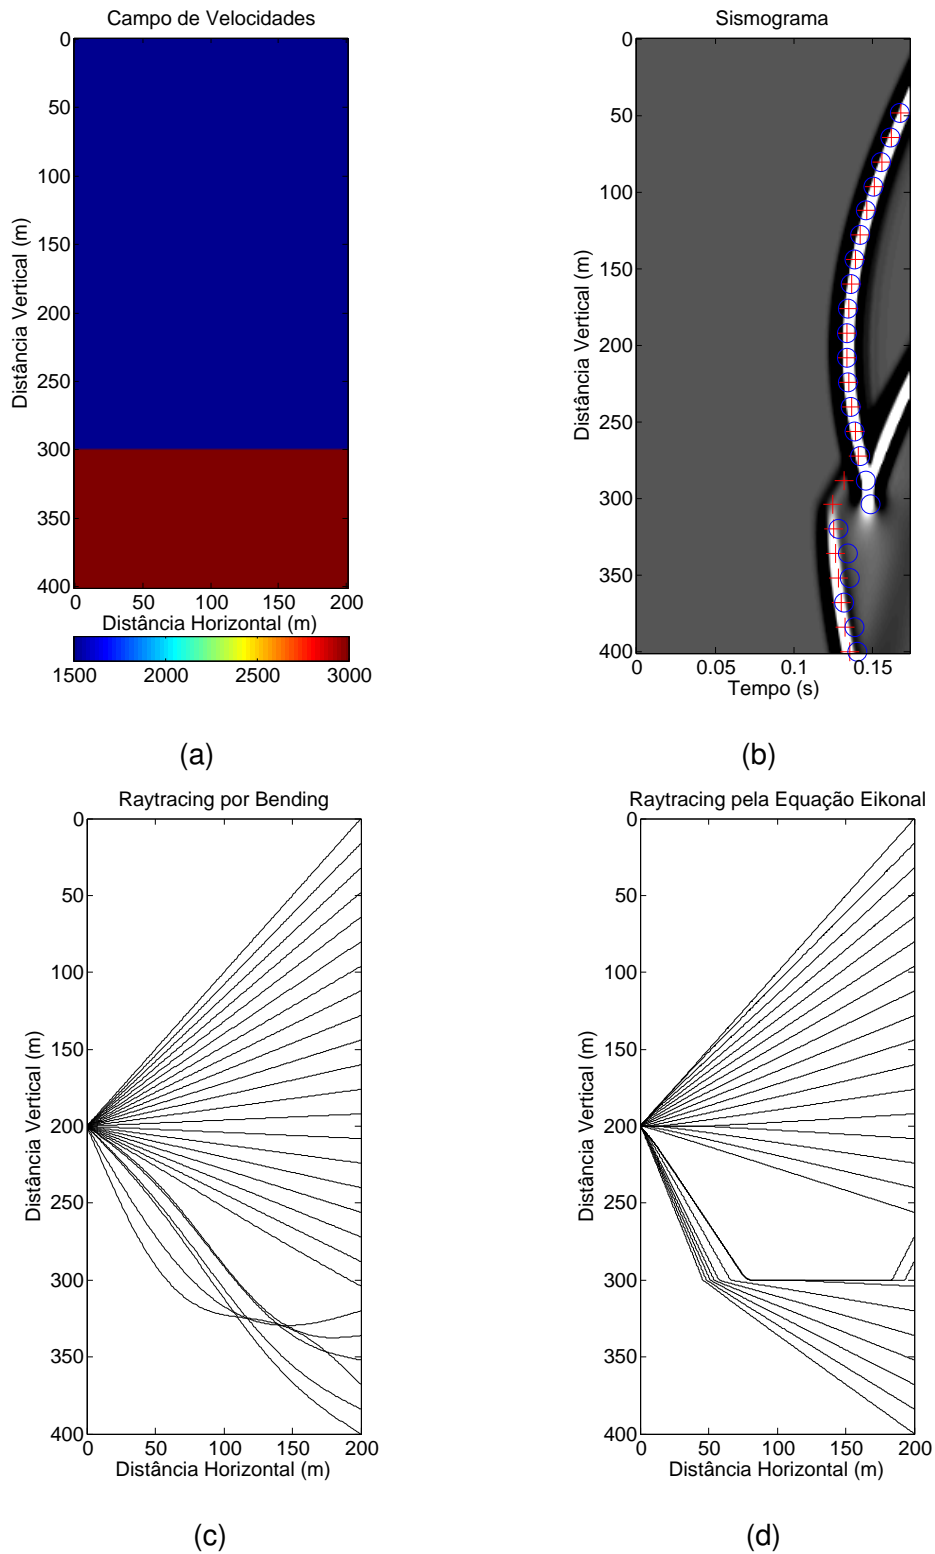 Campo de Velocidades
0
50
100
150
200
250
300
350
400
Distância Vertical (m)
0 50 100 150 200
Distância Horizontal (m)
1500 2000 2500 3000
(a)
Sismograma
0
50
100
150
200
250
300
350
400
Distância Vertical (m)
0 0.05 0.1 0.15
Tempo (s)
(b)
Raytracing por Bending
0
50
100
150
200
250
300
350
400
Distância Vertical (m)
0 50 100 150 200
Distância Horizontal (m)
(c)
Raytracing pela Equação Eikonal
0
50
100
150
200
250
300
350
400
Distância Vertical (m)
0 50 100 150 200
Distância Horizontal (m)
(d)